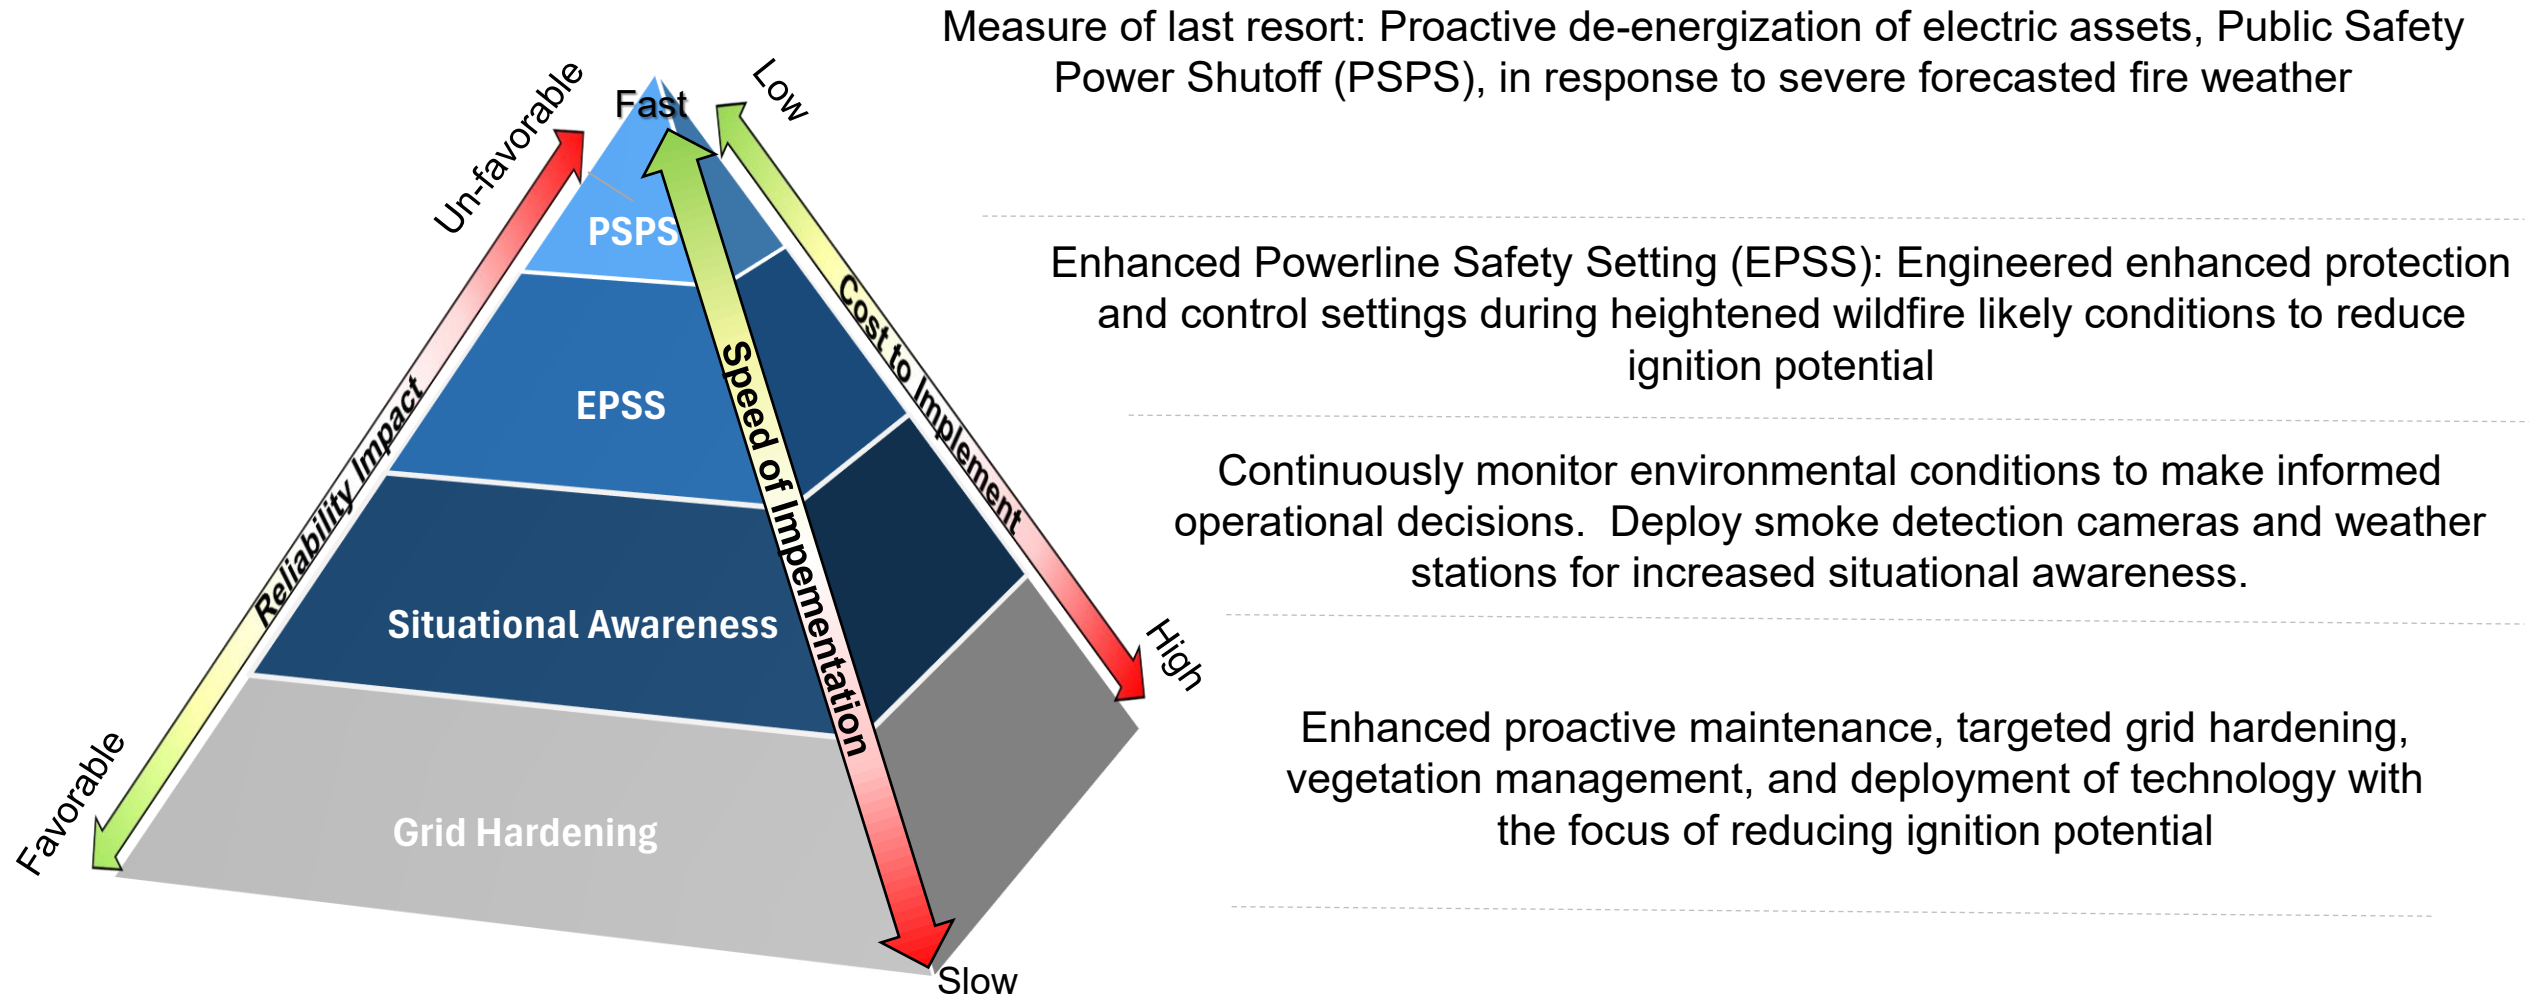 Measure of last resort: Proactive de-energization of electric assets, Public Safety
Power Shutoff (PSPS), in response to severe forecasted fire weather
Un-favorable
Fast
Low
PSPS
Enhanced Powerline Safety Setting (EPSS): Engineered enhanced protection
and control settings during heightened wildfire likely conditions to reduce
ignition potential
Reliability Impact
EPSS
Speed of Impementation
Cost to Implement
Continuously monitor environmental conditions to make informed
operational decisions.  Deploy smoke detection cameras and weather
stations for increased situational awareness.
Situational Awareness
High
Enhanced proactive maintenance, targeted grid hardening,
vegetation management, and deployment of technology with
the focus of reducing ignition potential
Favorable
Grid Hardening
Slow